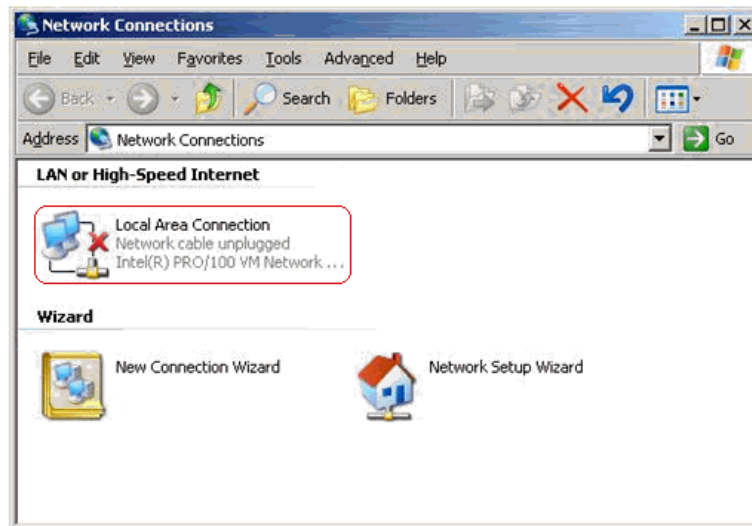 Network Connections
File Edit View Favorites Tools Advanced Help
Back Search Folders
Address Network Connections Go
LAN or High-Speed Internet
Local Area Connection
Network cable unplugged
Intel(R) PRO/100 VM Network ...
Wizard
New Connection Wizard Network Setup Wizard